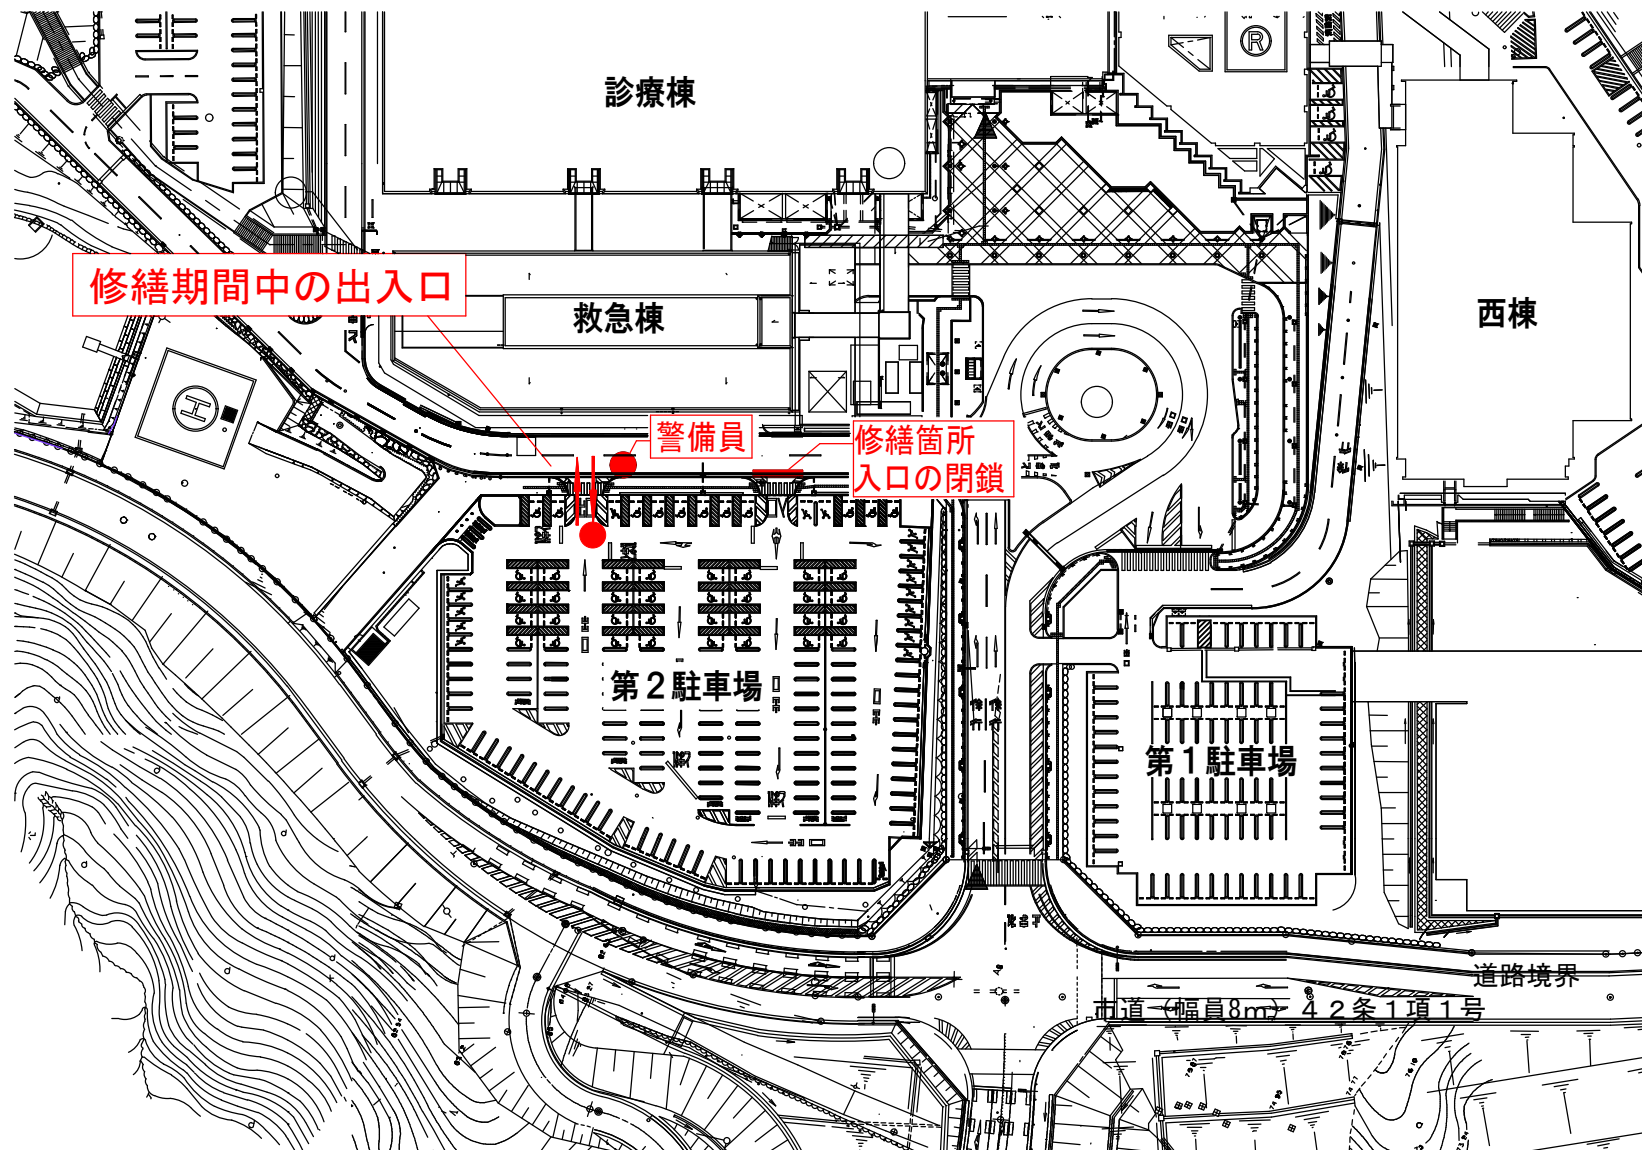 診療棟
R
修繕期間中の出入口
救急棟
西棟
H
警備員
修繕箇所
入口の閉鎖
第２駐車場
第１駐車場
道路境界
市道（幅員8m）４２条１項１号